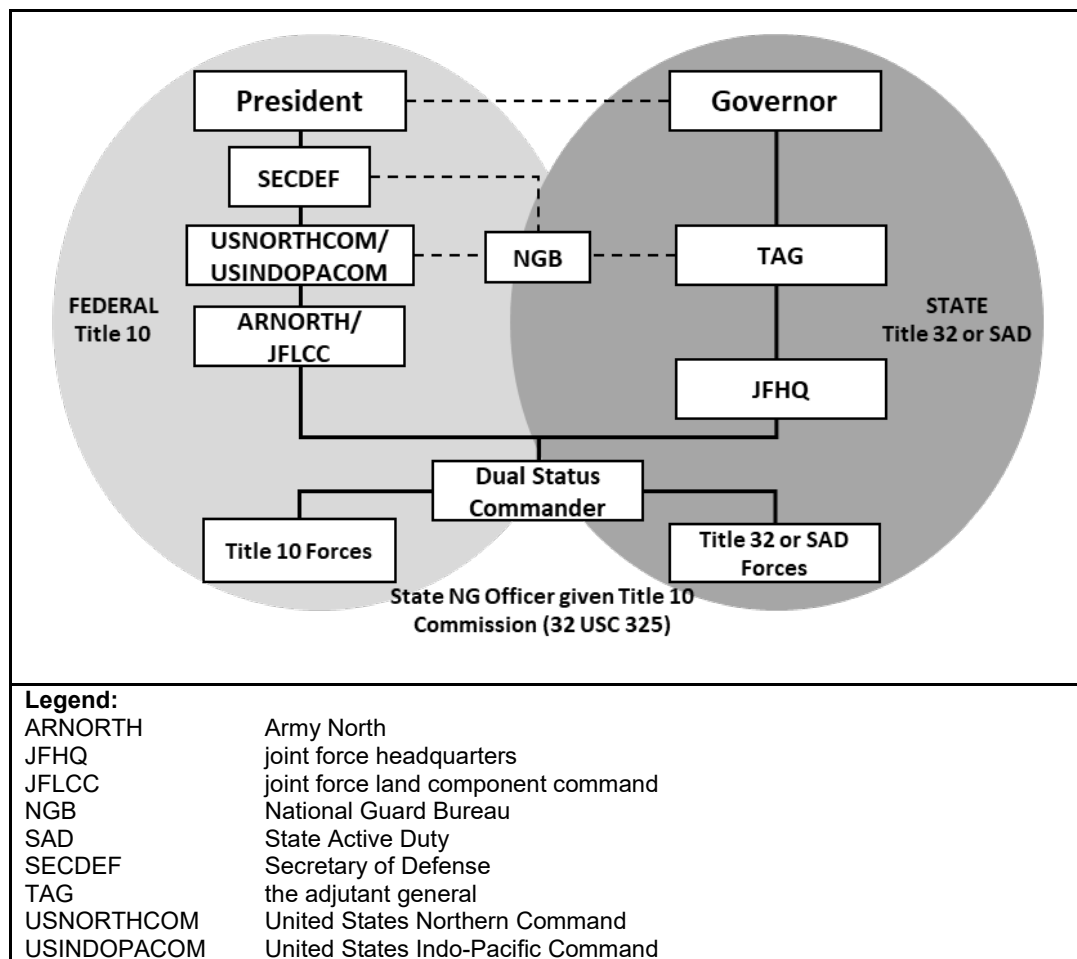 President
Governor
SECDEF
USNORTHCOM/
USINDOPACOM
NGB
TAG
FEDERAL
Title 10
ARNORTH/
JFLCC
STATE
Title 32 or SAD
JFHQ
Dual Status
Commander
Title 10 Forces
Title 32 or SAD
Forces
State NG Officer given Title 10
Commission (32 USC 325)
Legend:
ARNORTH Army North
JFHQ joint force headquarters
JFLCC joint force land component command
NGB National Guard Bureau
SAD State Active Duty
SECDEF Secretary of Defense
TAG the adjutant general
USNORTHCOM United States Northern Command
USINDOPACOM United States Indo-Pacific Command